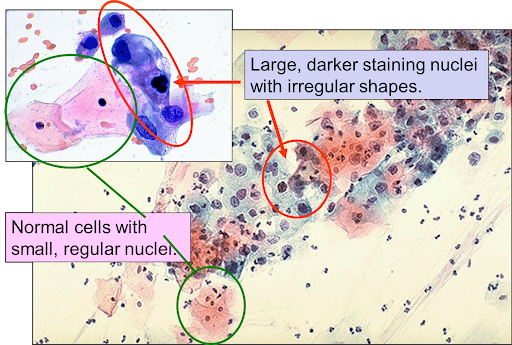 Large, darker staining nuclei
with irregular shapes.
Normal cells with
small, regular nuclei.